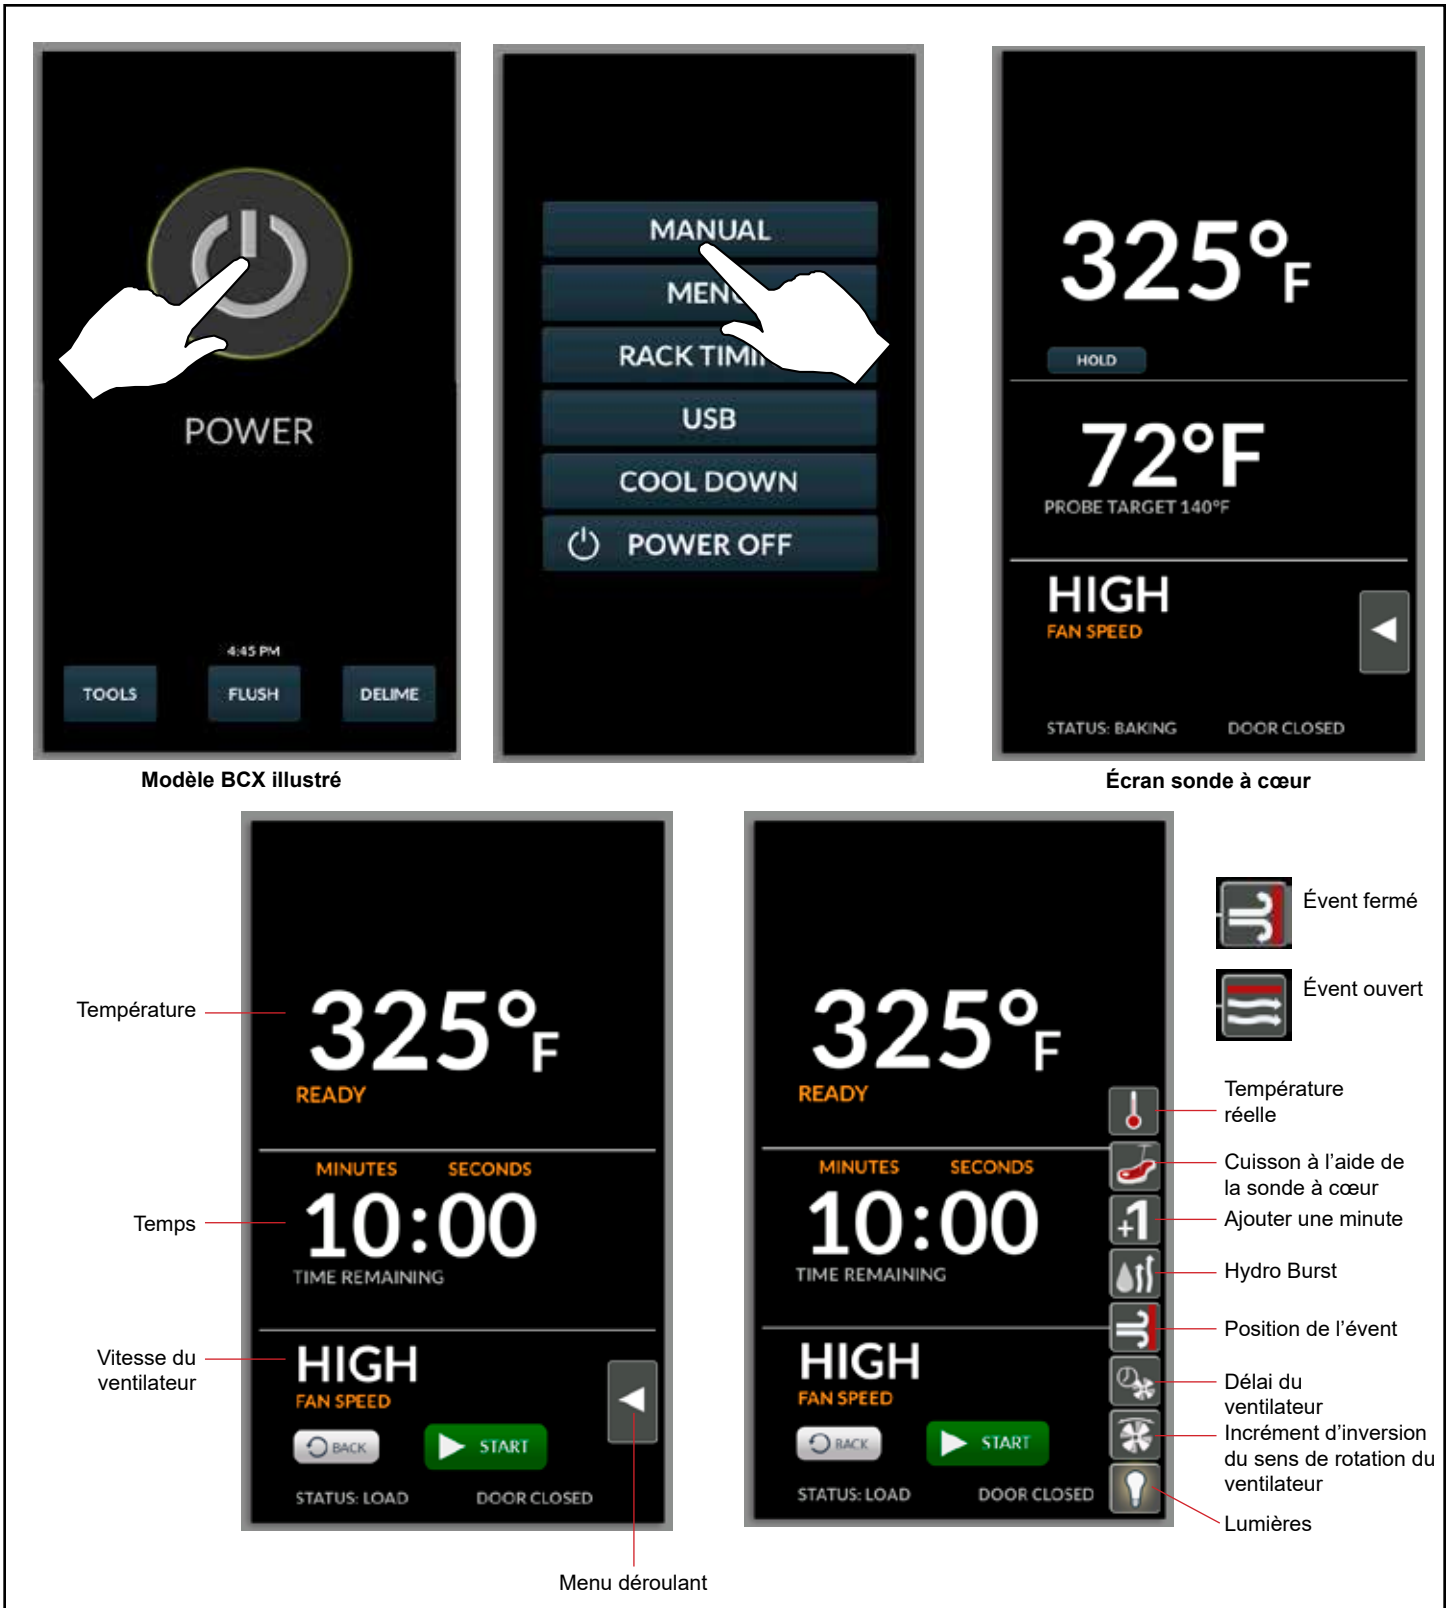 POWER
4:45 PM
TOOLS
FLUSH
DELIME
Modèle BCX illustré
MANUAL
MENU
RACK TIMI
USB
COOL DOWN
POWER OFF
325°F
HOLD
72°F
PROBE TARGET 140°F
HIGH
FAN SPEED
STATUS: BAKING
DOOR CLOSED
Écran sonde à cœur
Température
Temps
Vitesse du
ventilateur
325°F
READY
MINUTES
SECONDS
10:00
TIME REMAINING
HIGH
FAN SPEED
BACK
START
STATUS: LOAD
DOOR CLOSED
Menu déroulant
325°F
READY
MINUTES
SECONDS
10:00
TIME REMAINING
HIGH
FAN SPEED
BACK
START
STATUS: LOAD
DOOR CLOSED
+1
Évent fermé
Évent ouvert
Température
réelle
Cuisson à l’aide de
la sonde à cœur
Ajouter une minute
Hydro Burst
Position de l’évent
Délai du
ventilateur
Incrément d’inversion
du sens de rotation du
ventilateur
Lumières